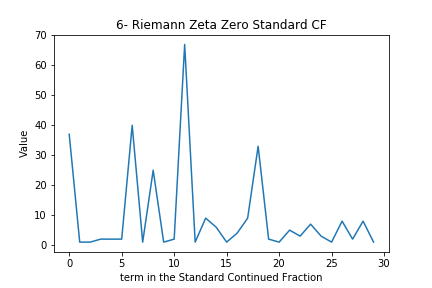 6- Riemann Zeta Zero Standard CF
70
60
50
40
30
20
10
0
Value
0 5 10 15 20 25 30
term in the Standard Continued Fraction